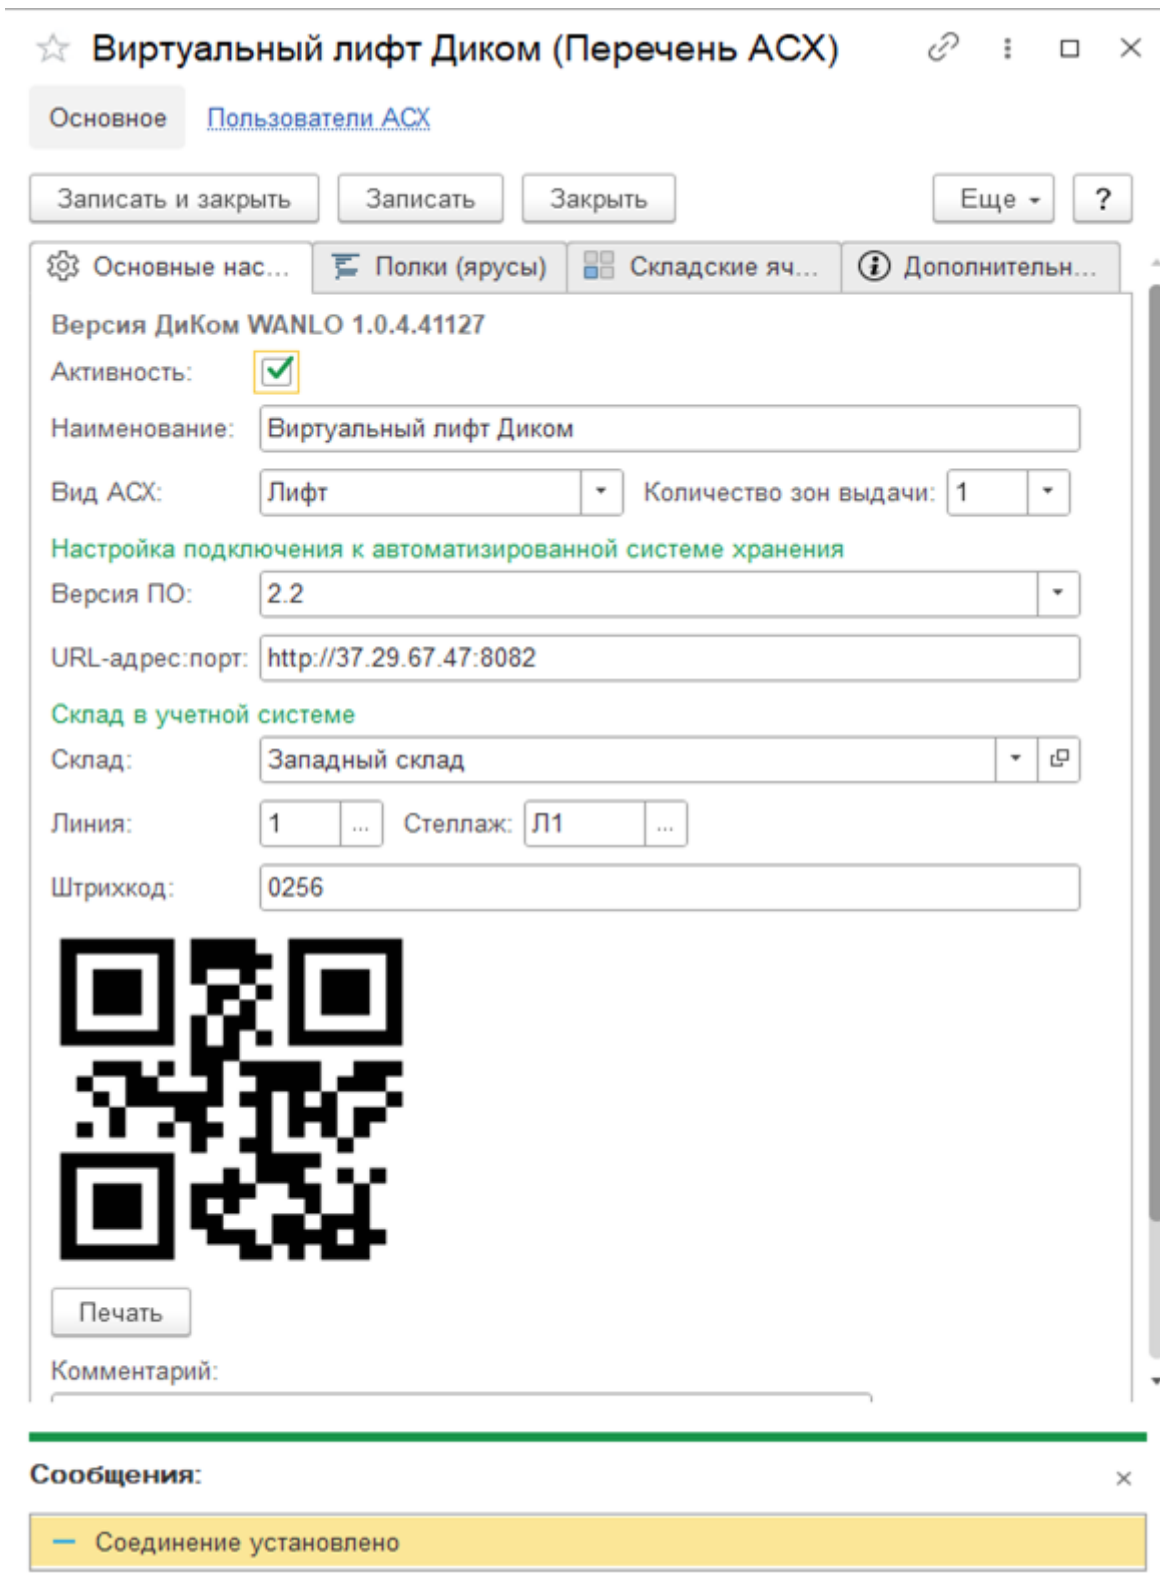 Виртуальный лифт Диком (Перечень АСХ)
Основное Пользователи АСХ
Записать и закрыть Записать Закрыть Еще ?
Основные нас... Полки (ярусы) Складские яч... Дополнительн...
Версия ДиКом WANLO 1.0.4.41127
Активность:
Наименование: Виртуальный лифт Диком
Вид АСХ: Лифт Количество зон выдачи: 1
Настройка подключения к автоматизированной системе хранения
Версия ПО: 2.2
URL-адрес:порт: http://37.29.67.47:8082
Склад в учетной системе
Склад: Западный склад
Линия: 1 ... Стеллаж: Л1 ...
Штрихкод: 0256
Печать
Комментарий:
Сообщения:
Соединение установлено